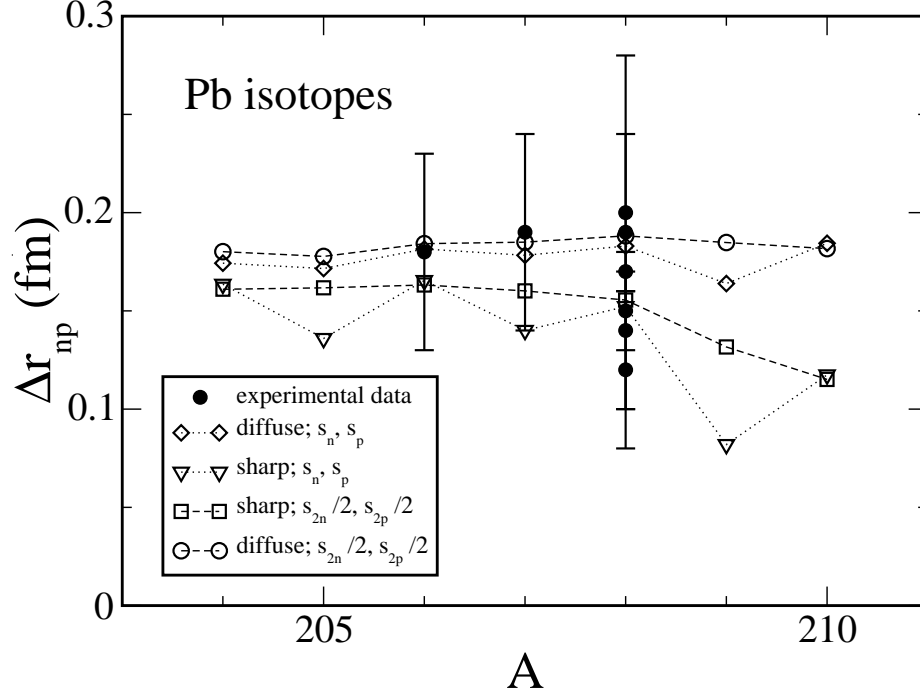 0.3
Pb isotopes
0.2
Δr_np (fm)
0.1
experimental data
diffuse; s_n, s_p
sharp; s_n, s_p
sharp; s_2n /2, s_2p /2
diffuse; s_2n /2, s_2p /2
0
205
210
A